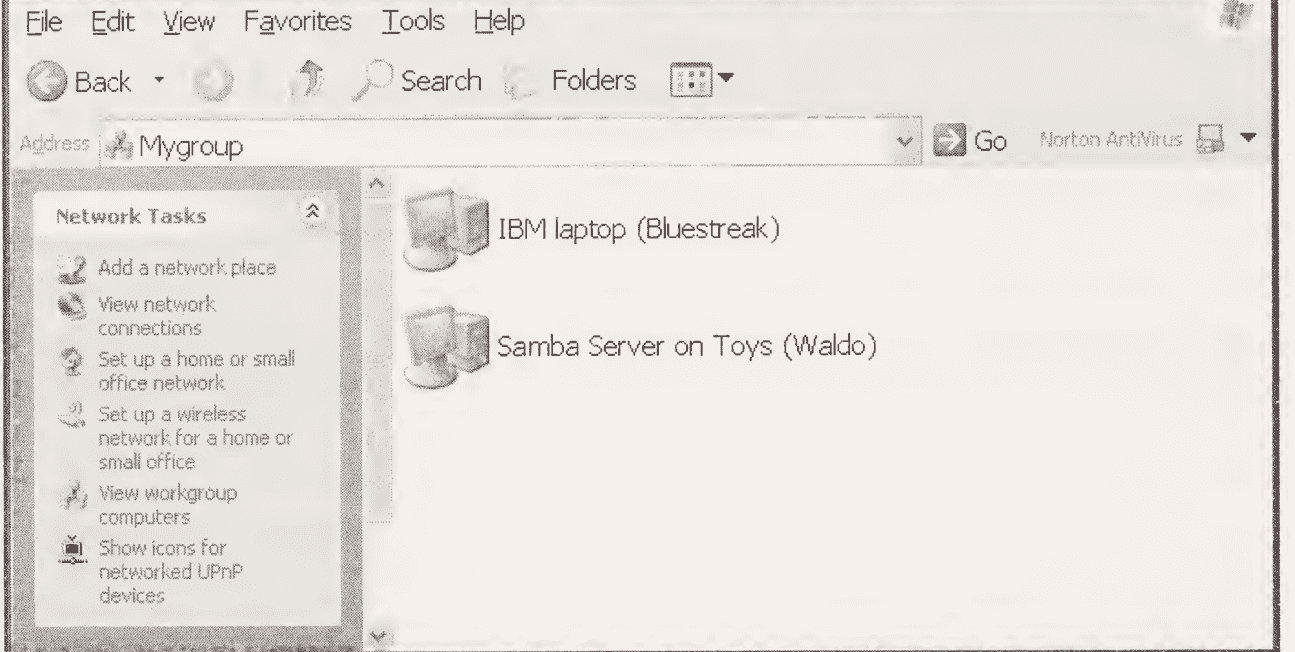 File Edit View Favorites Tools Help
Back Search Folders
Address Mygroup Go Norton AntiVirus
Network Tasks
Add a network place
View network
connections
Set up a home or small
office network
Set up a wireless
network for a home or
small office
View workgroup
computers
Show icons for
networked UPnP
devices
IBM laptop (Bluestreak)
Samba Server on Toys (Waldo)